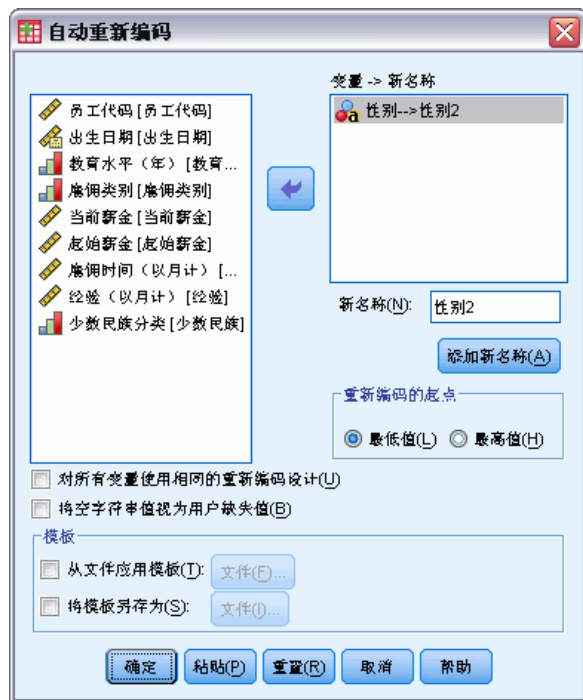 自动重新编码
变量 -> 新名称
员工代码 [员工代码]
出生日期 [出生日期]
教育水平（年） [教育...
雇佣类别 [雇佣类别]
当前薪金 [当前薪金]
起始薪金 [起始薪金]
雇佣时间（以月计） [...
经验（以月计） [经验]
少数民族分类 [少数民族]
性别-->性别2
新名称(N): 性别2
添加新名称(A)
重新编码的起点
最低值(L) 最高值(H)
对所有变量使用相同的重新编码设计(U)
将空字符串值视为用户缺失值(B)
模板
从文件应用模板(T): 文件(F)...
将模板另存为(S): 文件(I)...
确定 粘贴(P) 重置(R) 取消 帮助